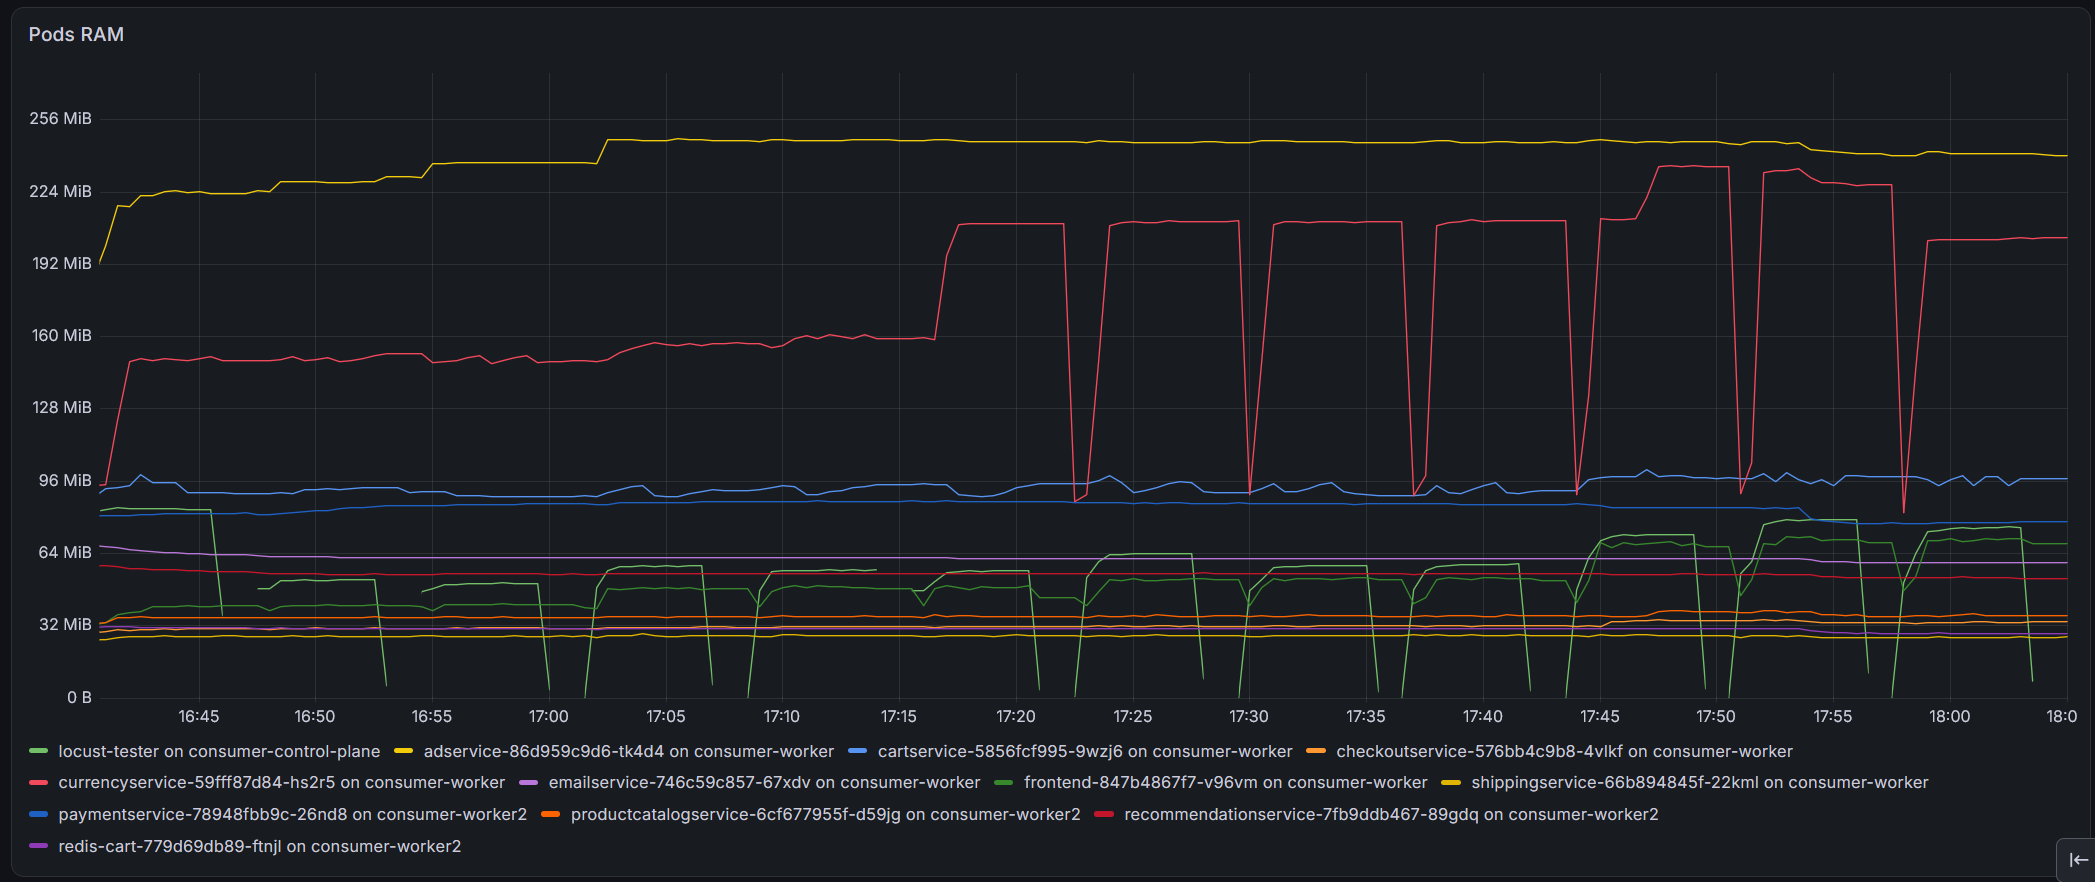 Pods RAM
256 MiB
224 MiB
192 MiB
160 MiB
128 MiB
96 MiB
64 MiB
32 MiB
0 B
16:45 16:50 16:55 17:00 17:05 17:10 17:15 17:20 17:25 17:30 17:35 17:40 17:45 17:50 17:55 18:00 18:0
locust-tester on consumer-control-plane adservice-86d959c9d6-tk4d4 on consumer-worker cartservice-5856fcf995-9wzj6 on consumer-worker checkoutservice-576bb4c9b8-4vlkf on consumer-worker
currencyservice-59fff87d84-hs2r5 on consumer-worker emailservice-746c59c857-67xdv on consumer-worker frontend-847b4867f7-v96vm on consumer-worker shippingservice-66b894845f-22kml on consumer-worker
paymentservice-78948fbb9c-26nd8 on consumer-worker2 productcatalogservice-6cf677955f-d59jg on consumer-worker2 recommendationservice-7fb9ddb467-89gdq on consumer-worker2
redis-cart-779d69db89-ftnjl on consumer-worker2